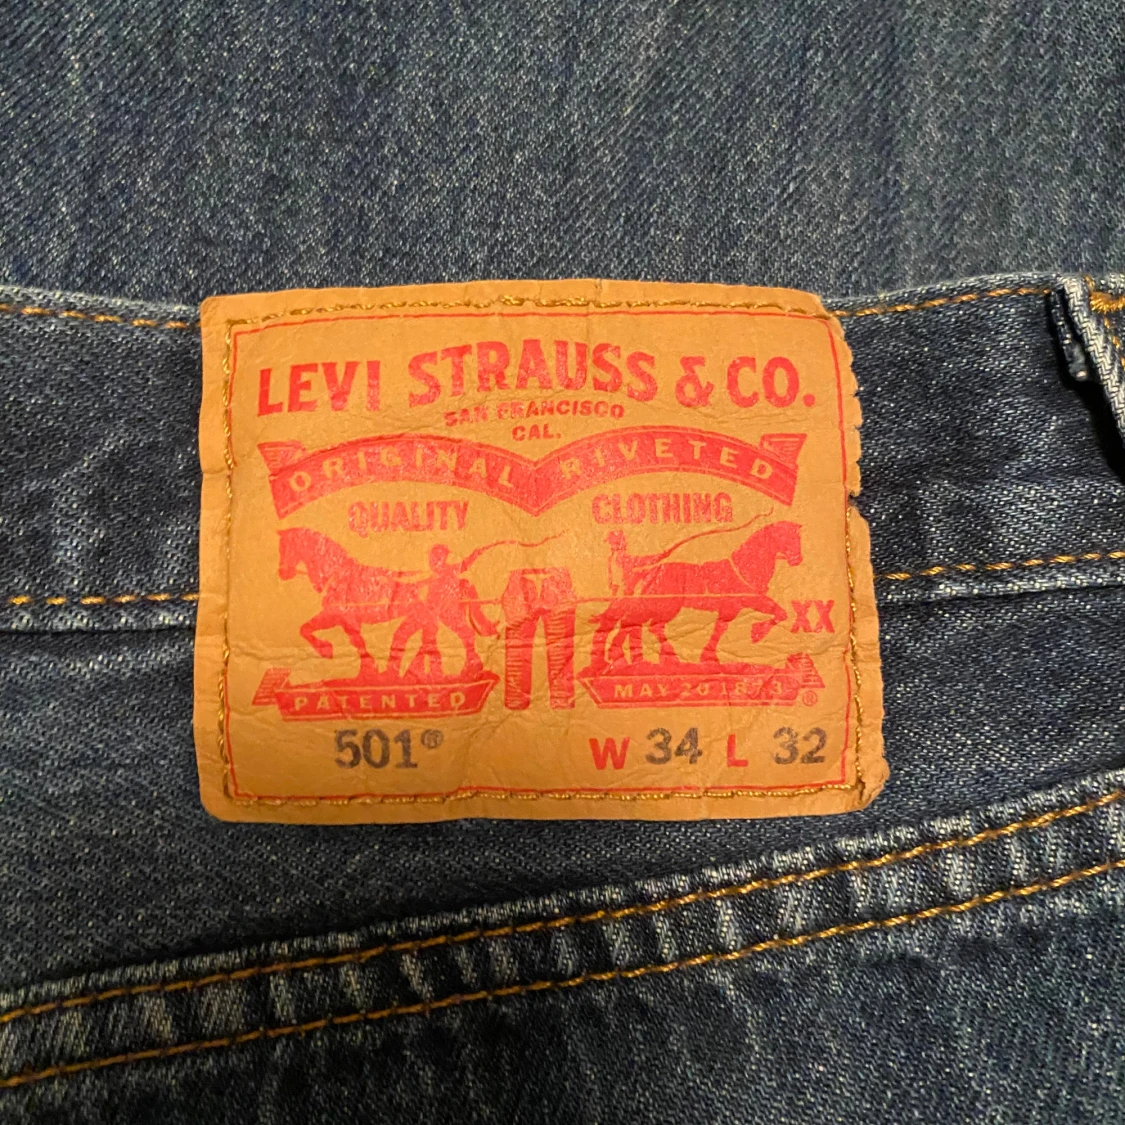 LEVI STRAUSS & CO.
SAN FRANCISCO
CAL.
ORIGINAL RIVETED
QUALITY CLOTHING
XX
PATENTED MAY 20 1873 ®
501® W 34 L 32